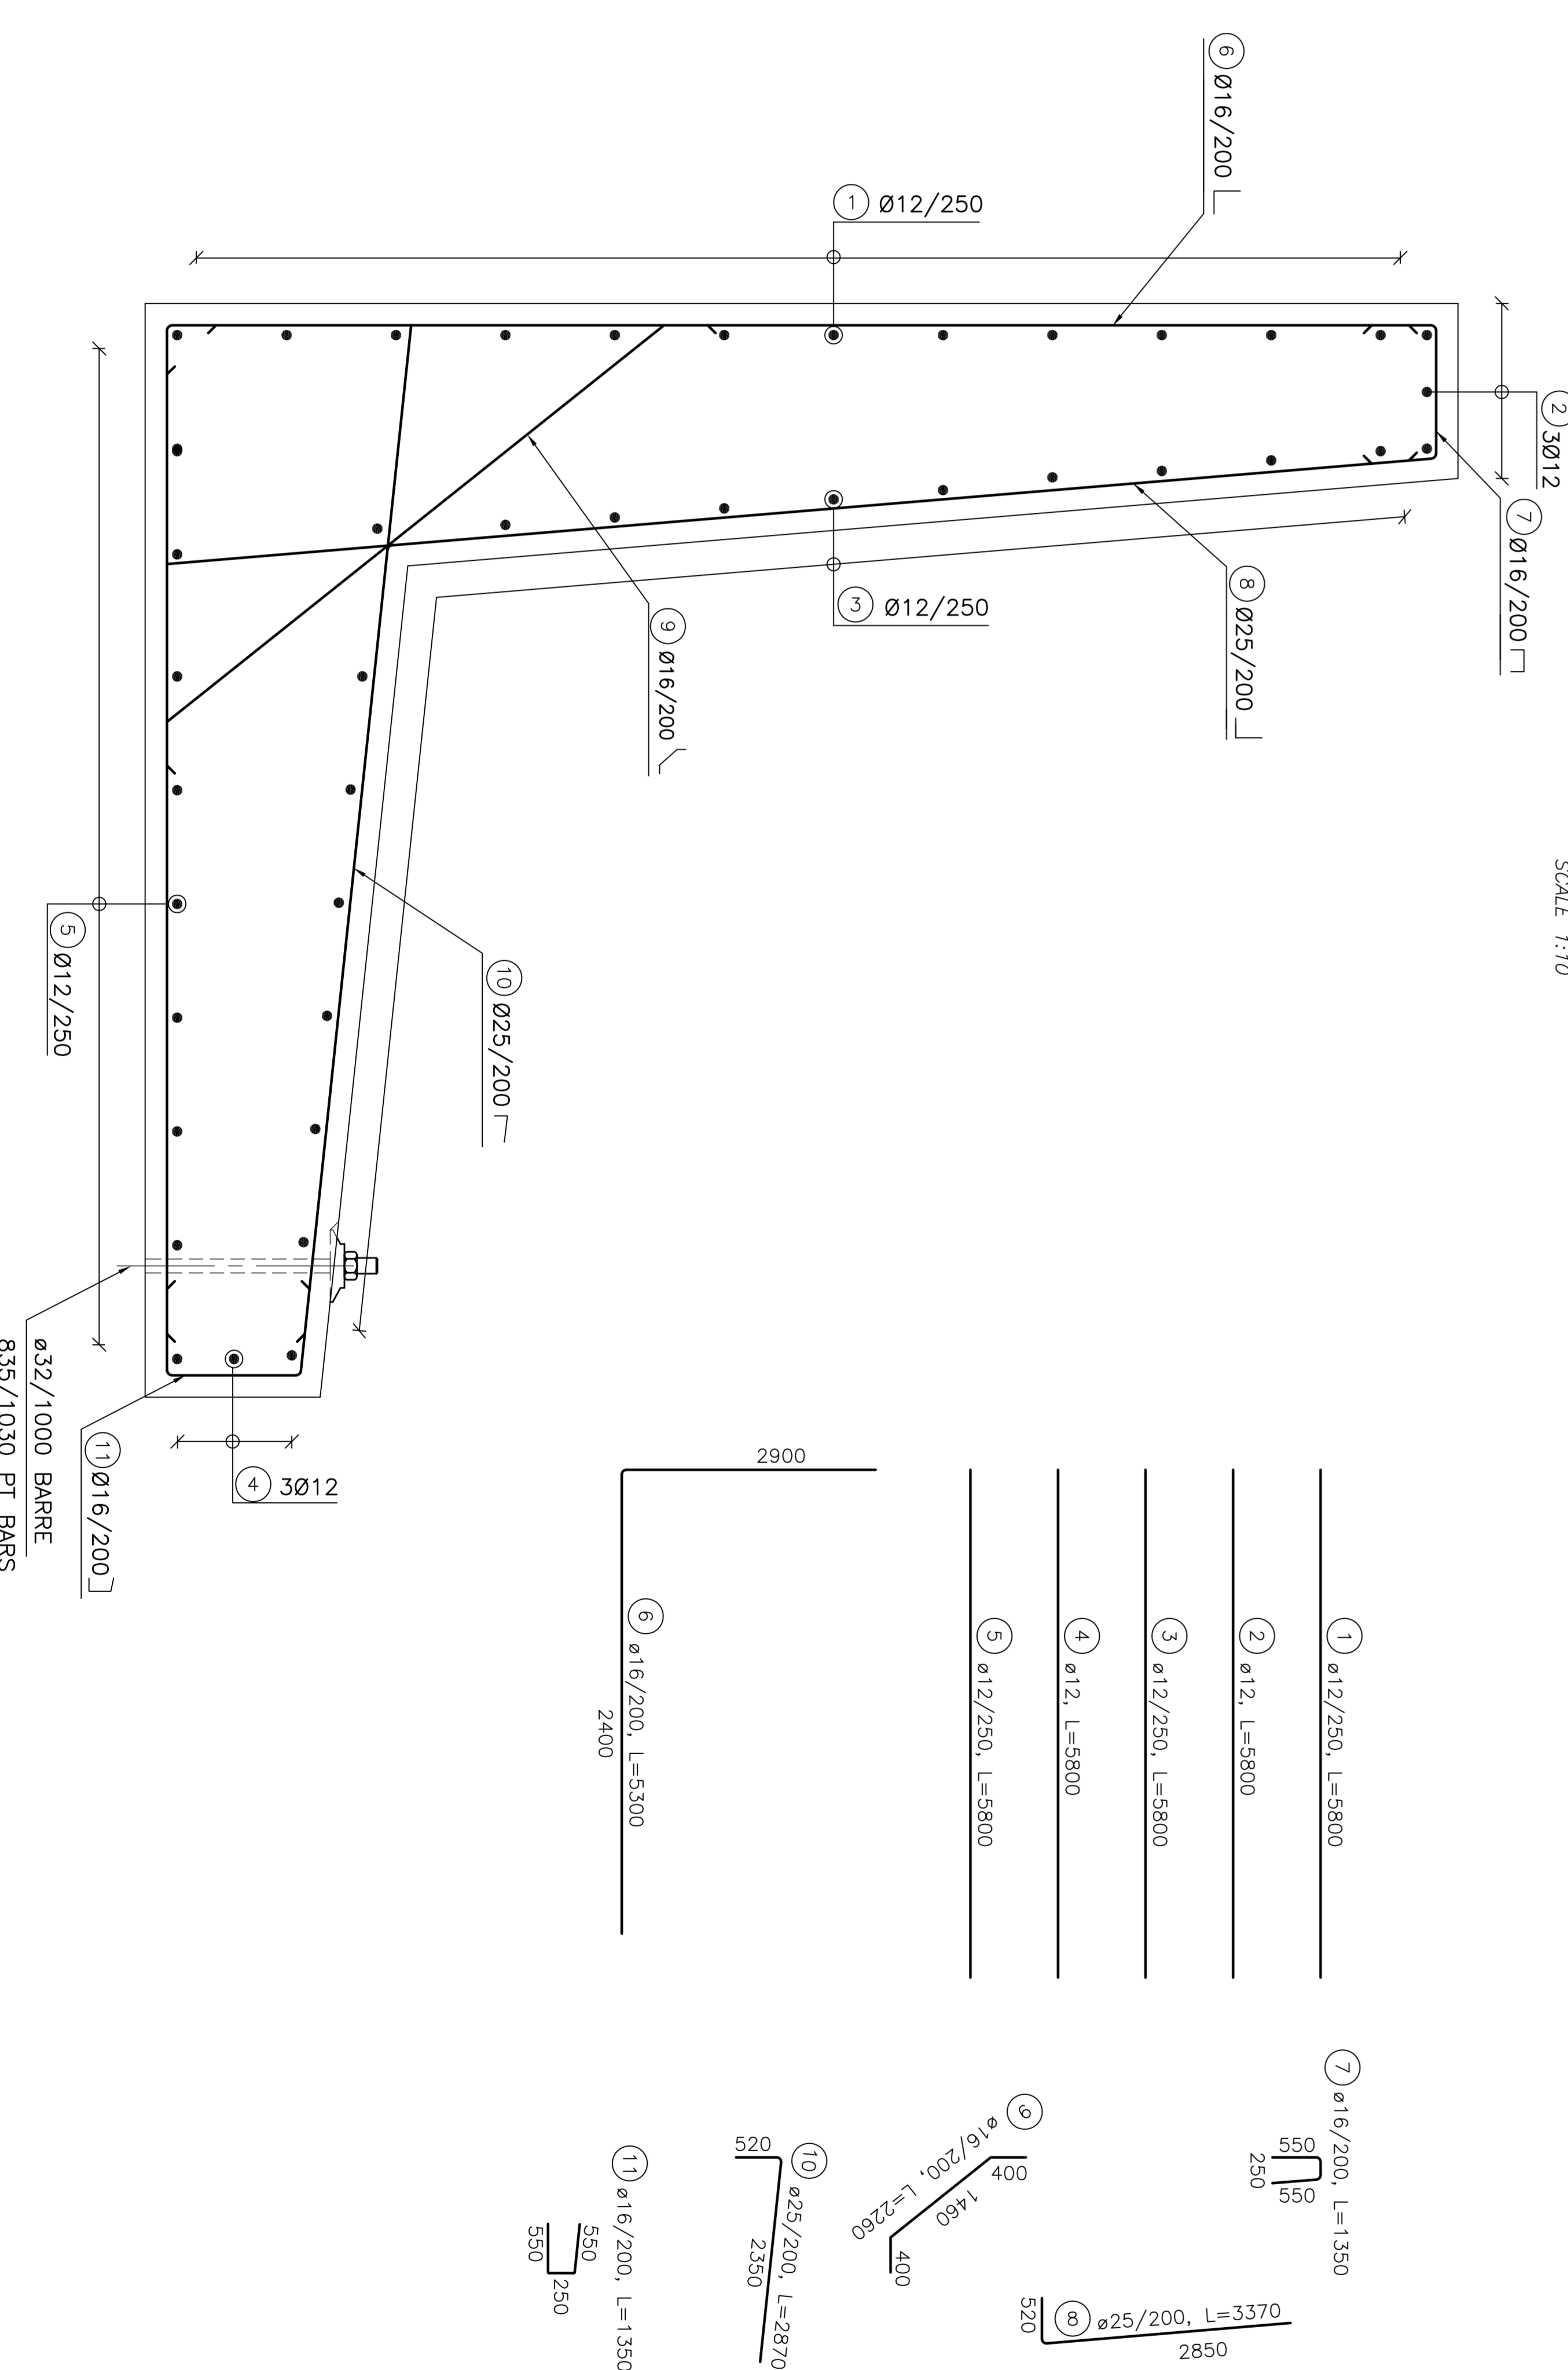 SCALE 1:10
6 Ø16/200
1 Ø12/250
2 3Ø12
7 Ø16/200
8 Ø25/200
3 Ø12/250
9 Ø16/200
10 Ø25/200
5 Ø12/250
4 3Ø12
11 Ø16/200
ø32/1000 BARRE
835/1030 PT BARS
1 ø12/250, L=5800
2 ø12, L=5800
3 ø12/250, L=5800
4 ø12, L=5800
5 ø12/250, L=5800
2900
6 ø16/200, L=5300
2400
7 ø16/200, L=1350
550
250
550
8 ø25/200, L=3370
520
2850
9 ø16/200, L=2260
400
1460
400
10 ø25/200, L=2870
520
2350
11 ø16/200, L=1350
550
550
250